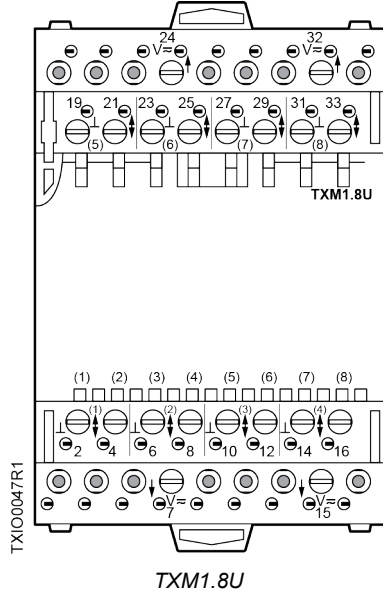 24 32
V≂ V≂
19 21 23 25 27 29 31 33
(5) (6) (7) (8)
TXM1.8U
(1) (2) (3) (4) (5) (6) (7) (8)
(1) (2) (3) (4)
2 4 6 8 10 12 14 16
V≂ V≂
7 15
TXIO0047R1
TXM1.8U